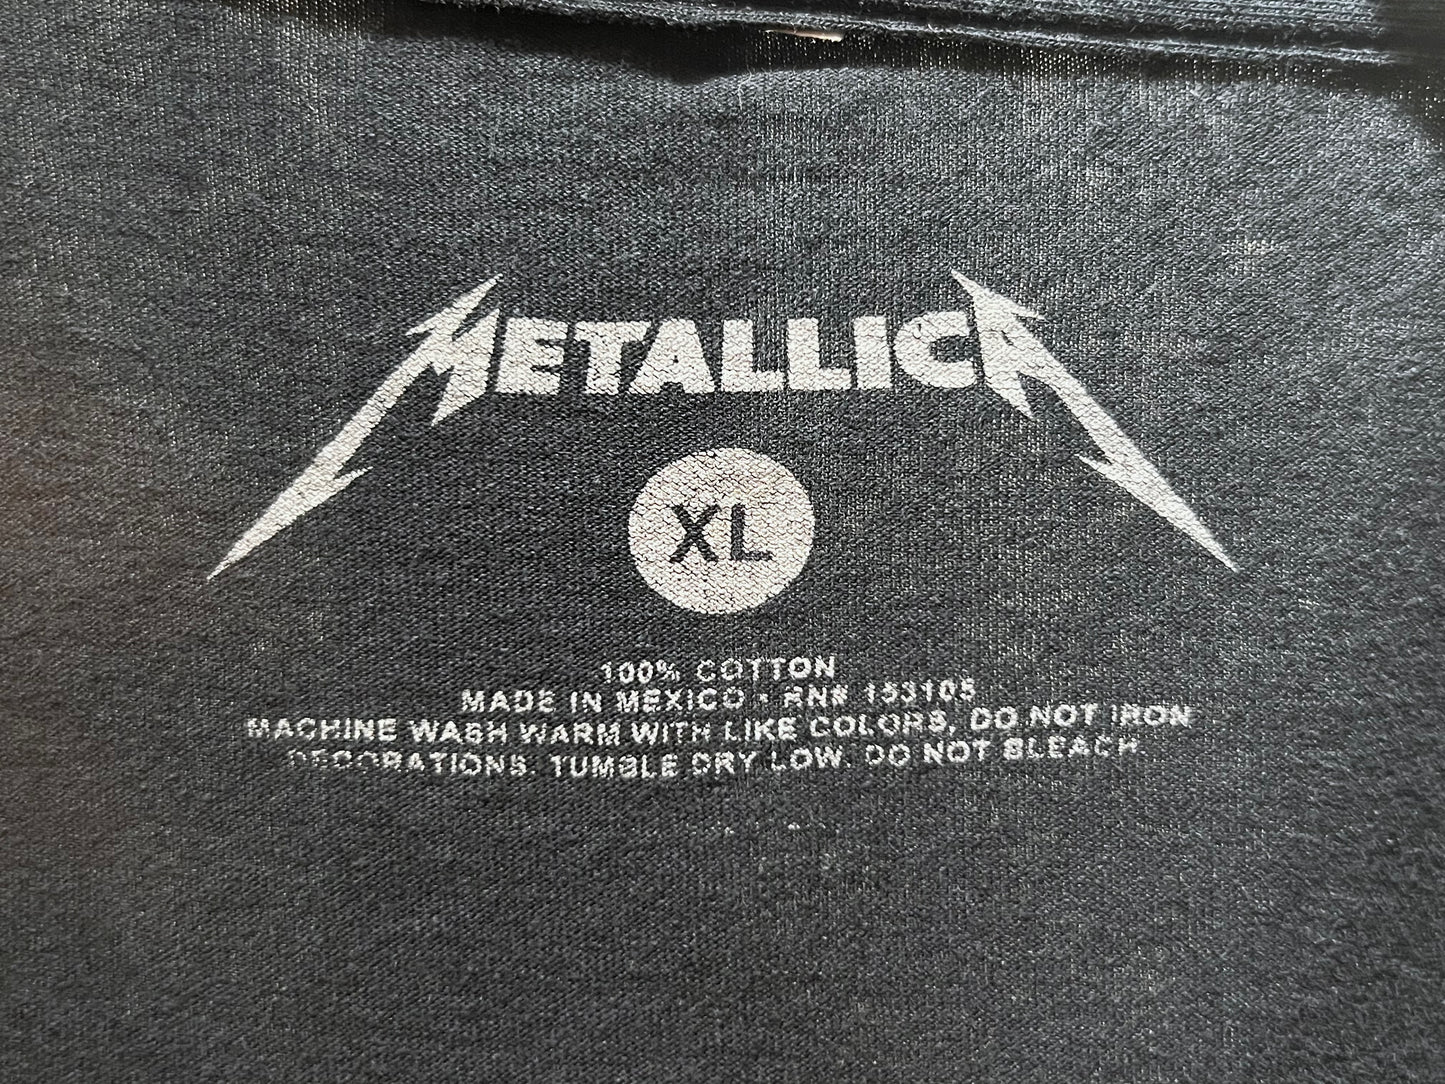 METALLICA
XL
100% COTTON
MADE IN MEXICO - RN# 153105
MACHINE WASH WARM WITH LIKE COLORS, DO NOT IRON
DECORATIONS. TUMBLE DRY LOW. DO NOT BLEACH